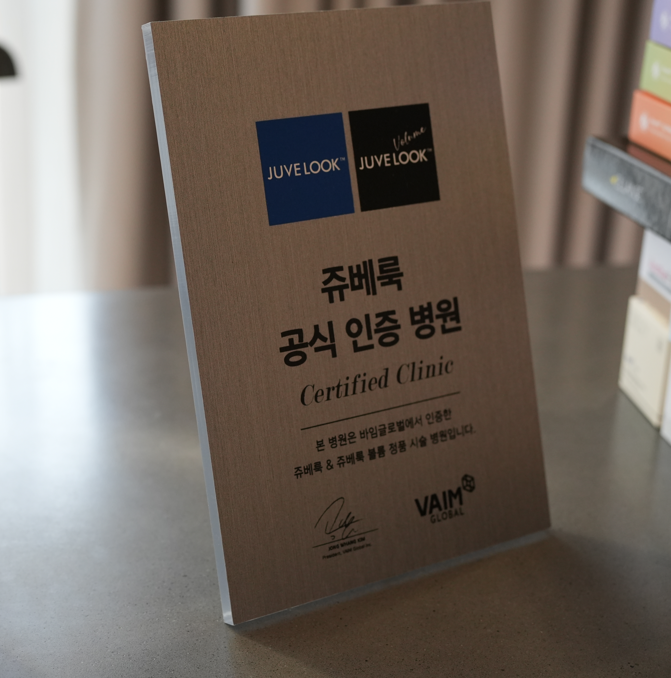 JUVELOOK™
Volume
JUVELOOK™
쥬베룩
공식 인증 병원
Certified Clinic
본 병원은 바임글로벌에서 인증한
쥬베룩 & 쥬베룩 볼륨 정품 시술 병원입니다.
VAIM
GLOBAL